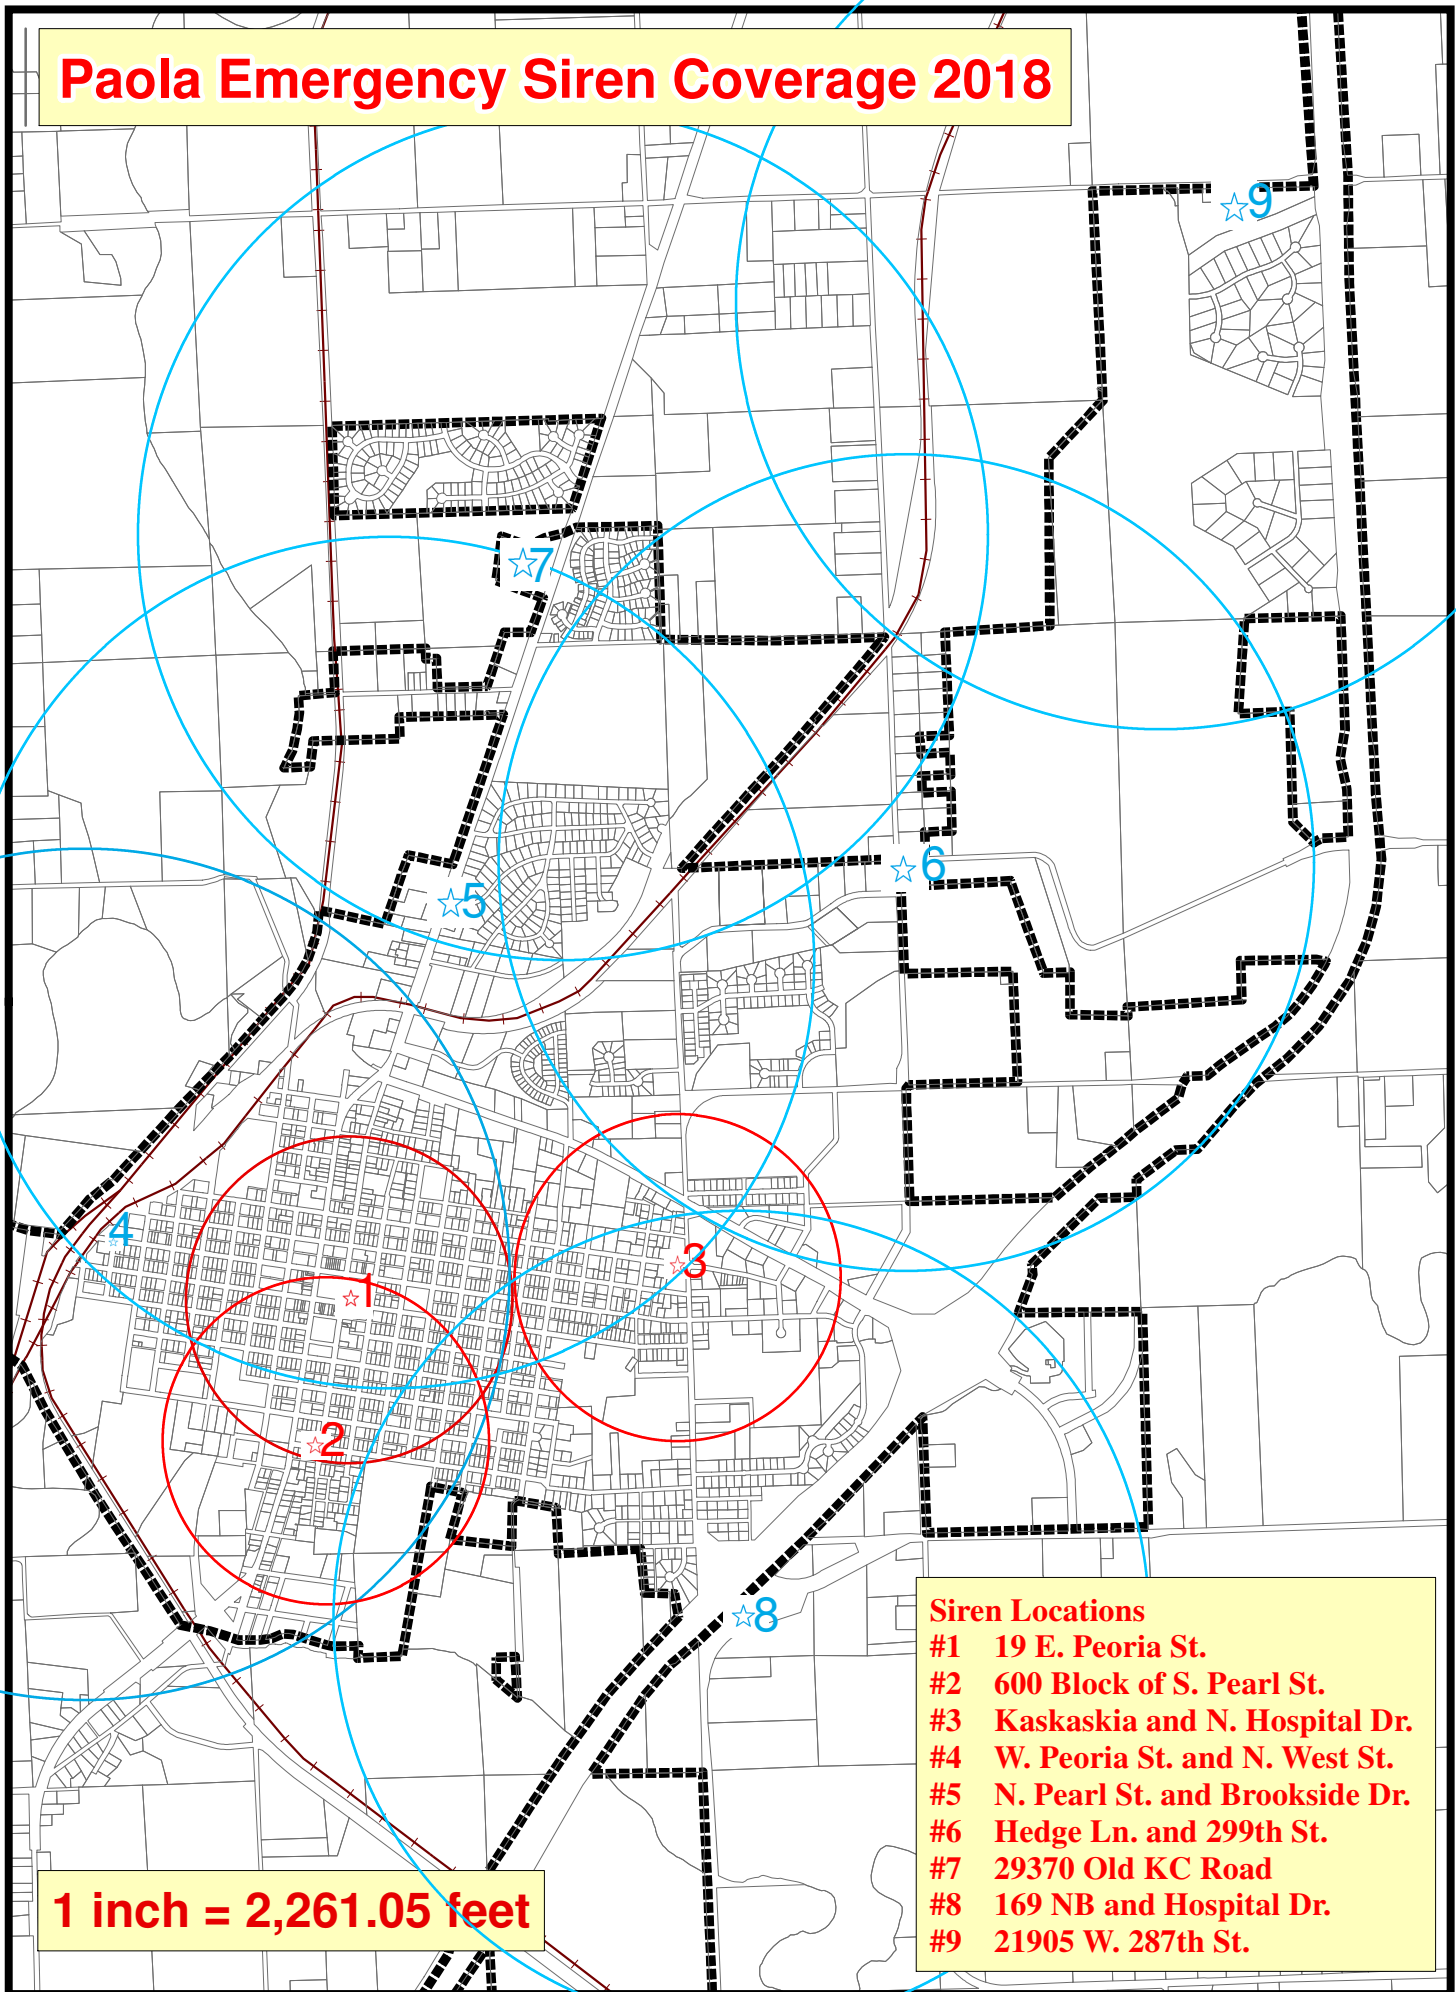 Paola Emergency Siren Coverage 2018
9
7
6
5
4
3
1
2
8
Siren Locations
#1 19 E. Peoria St.
#2 600 Block of S. Pearl St.
#3 Kaskaskia and N. Hospital Dr.
#4 W. Peoria St. and N. West St.
#5 N. Pearl St. and Brookside Dr.
#6 Hedge Ln. and 299th St.
#7 29370 Old KC Road
#8 169 NB and Hospital Dr.
#9 21905 W. 287th St.
1 inch = 2,261.05 feet